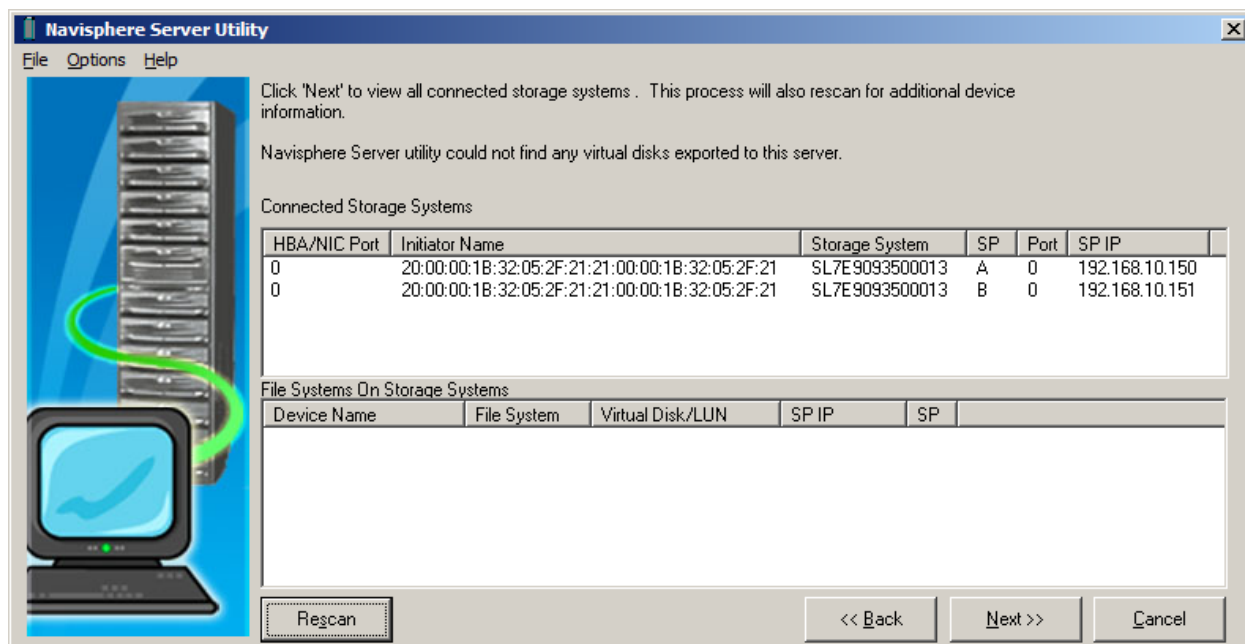 Navisphere Server Utility
File Options Help
Click 'Next' to view all connected storage systems . This process will also rescan for additional device
information.
Navisphere Server utility could not find any virtual disks exported to this server.
Connected Storage Systems
HBA/NIC Port Initiator Name Storage System SP Port SP IP
0 20:00:00:1B:32:05:2F:21:21:00:00:1B:32:05:2F:21 SL7E9093500013 A 0 192.168.10.150
0 20:00:00:1B:32:05:2F:21:21:00:00:1B:32:05:2F:21 SL7E9093500013 B 0 192.168.10.151
File Systems On Storage Systems
Device Name File System Virtual Disk/LUN SP IP SP
Rescan << Back Next >> Cancel